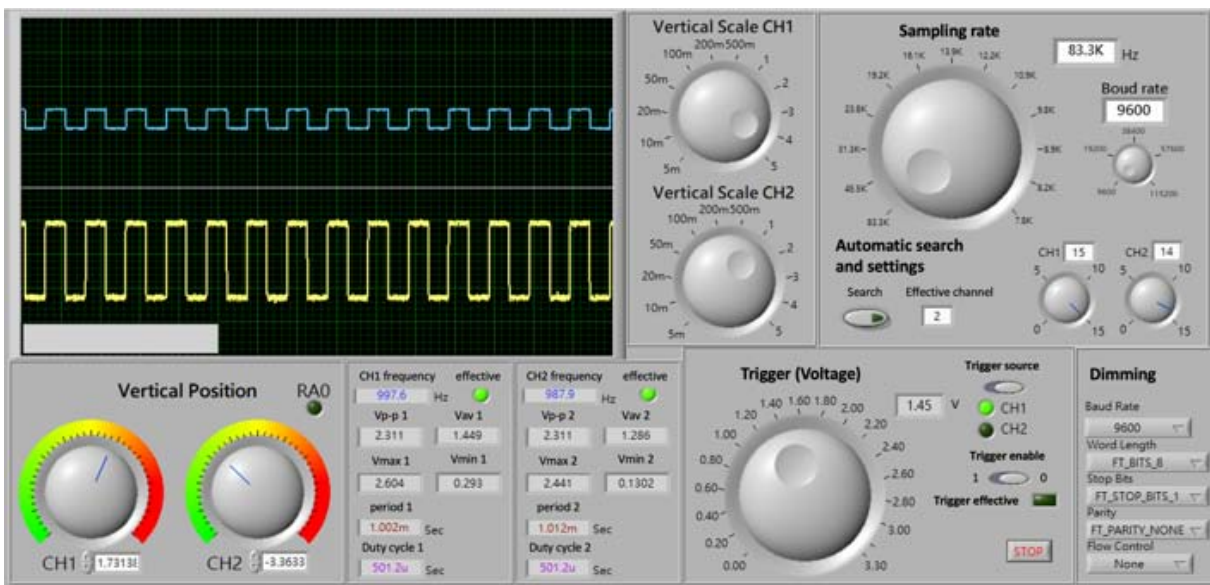 Vertical Scale CH1
200m 500m
100m 1
50m 2
20m 3
10m 4
5m 5
Vertical Scale CH2
200m 500m
100m 1
50m 2
20m 3
10m 4
5m 5
Sampling rate
83.3K Hz
16.1K 13.9K 12.2K
19.2K 10.9K
23.8K 9.8K
31.3K 8.9K
45.5K 8.2K
83.3K 7.8K
Boud rate
9600
38400
19200 57600
9600 115200
Automatic search
and settings
Search Effective channel
2
CH1 15 CH2 14
5 10 5 10
0 15 0 15
Vertical Position RA0
CH1 1.73138 CH2 -3.3633
CH1 frequency effective
997.6 Hz
Vp-p 1 Vav 1
2.311 1.449
Vmax 1 Vmin 1
2.604 0.293
period 1
1.002m Sec
Duty cycle 1
501.2u Sec
CH2 frequency effective
987.9 Hz
Vp-p 2 Vav 2
2.311 1.286
Vmax 2 Vmin 2
2.441 0.1302
period 2
1.012m Sec
Duty cycle 2
501.2u Sec
Trigger (Voltage)
1.45 V
1.40 1.60 1.80
1.20 2.00
1.00 2.20
0.80 2.40
0.60 2.60
0.40 2.80
0.20 3.00
0.00 3.30
Trigger source
CH1
CH2
Trigger enable
1 0
Trigger effective
STOP
Dimming
Baud Rate
9600
Word Length
FT_BITS_8
Stop Bits
FT_STOP_BITS_1
Parity
FT_PARITY_NONE
Flow Control
None